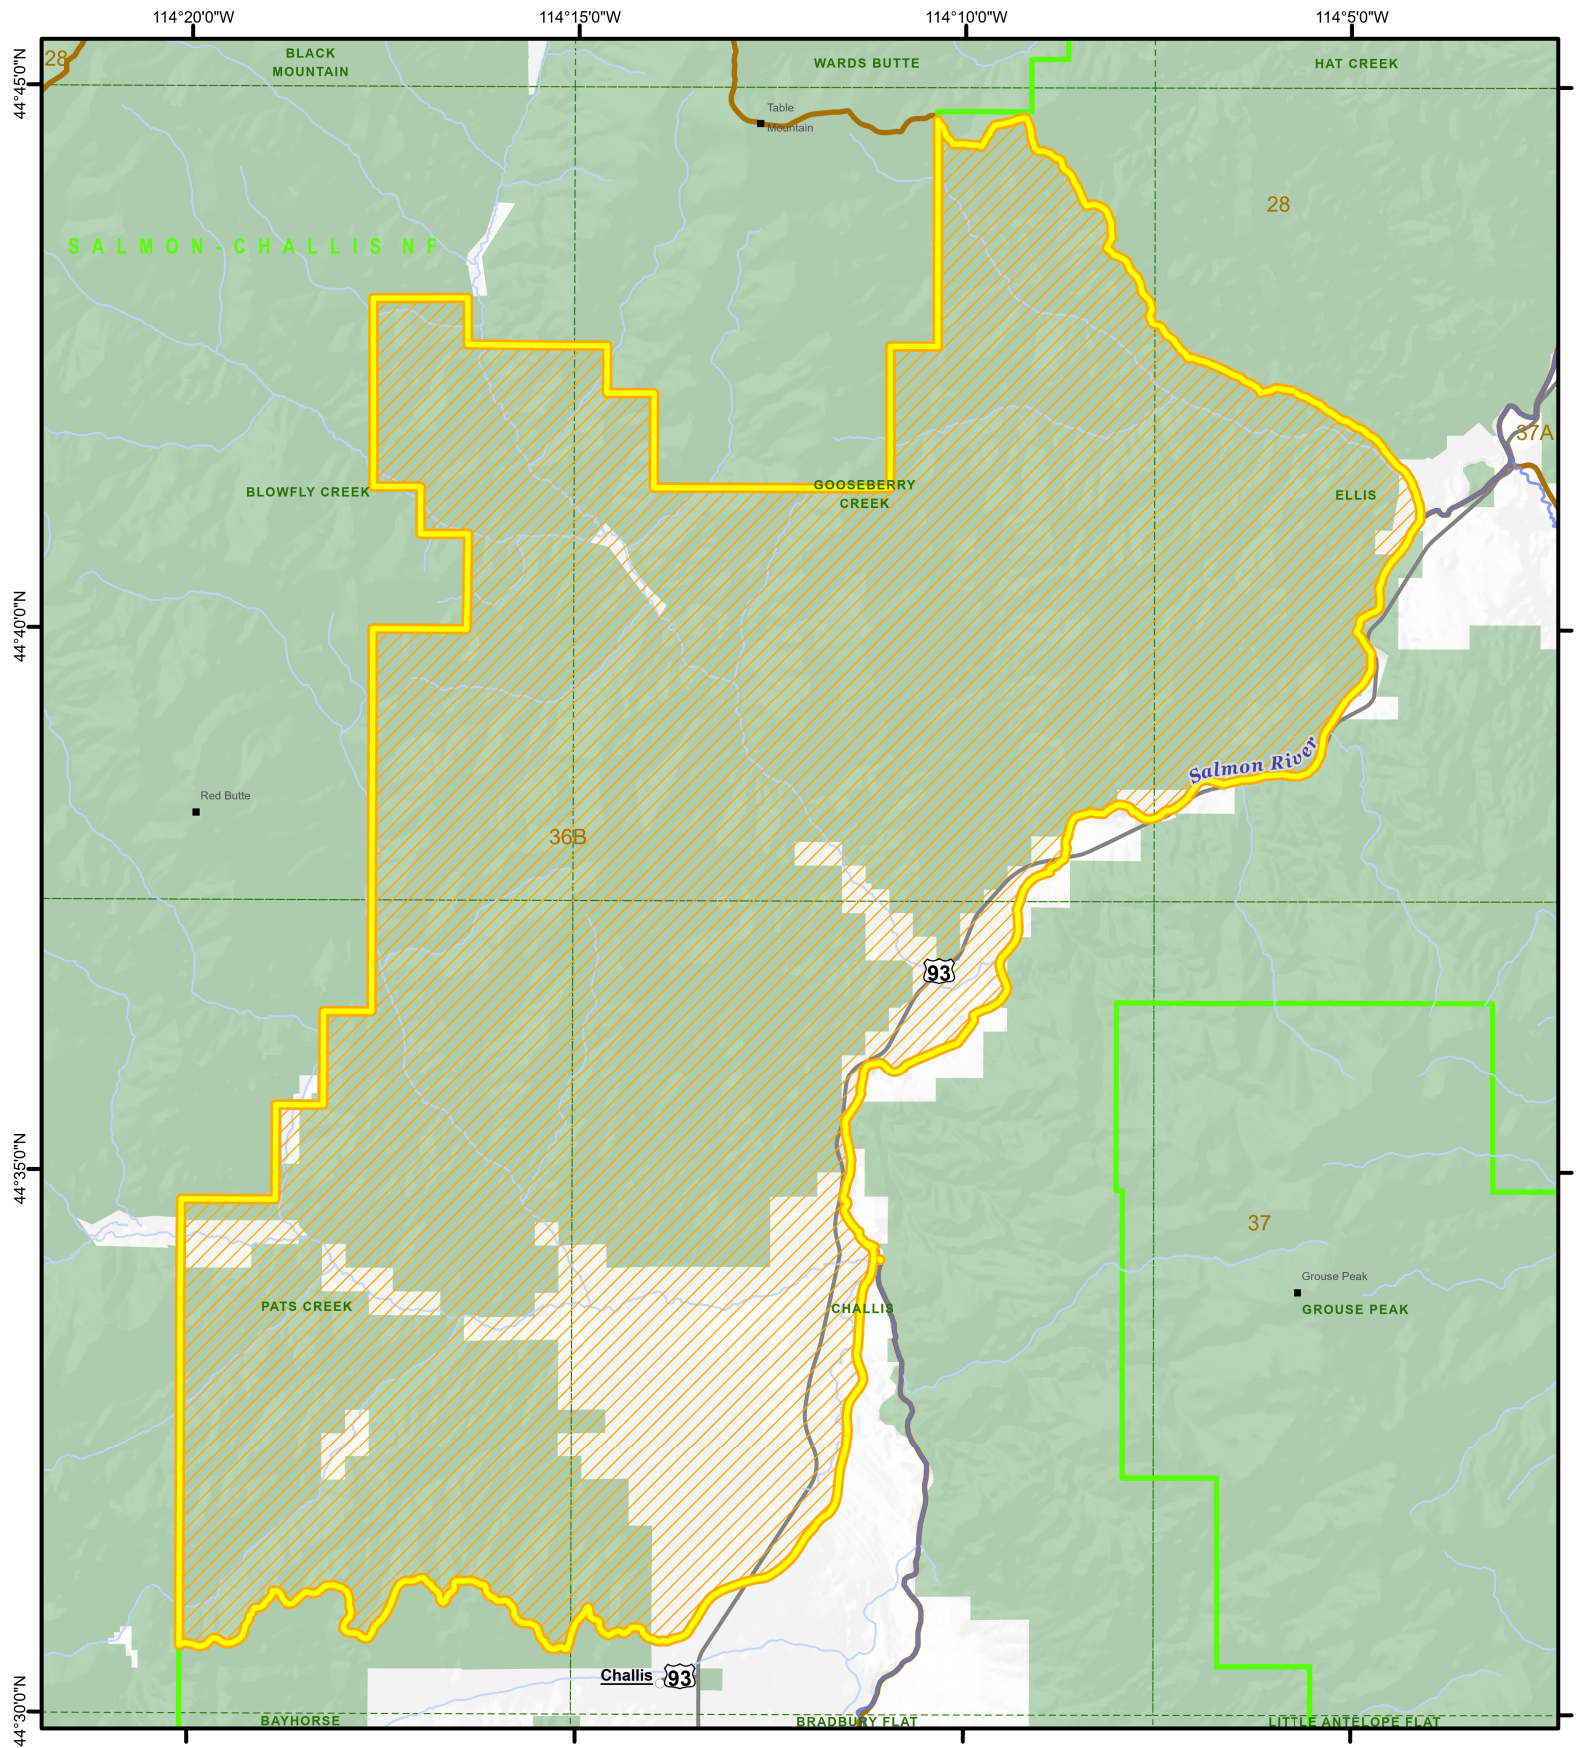 114°20'0"W
114°15'0"W
114°10'0"W
114°5'0"W
28
BLACK
MOUNTAIN
WARDS BUTTE
HAT CREEK
44°45'0"N
Table
Mountain
28
SALMON-CHALLIS NF
37A
BLOWFLY CREEK
GOOSEBERRY
CREEK
ELLIS
44°40'0"N
Salmon River
Red Butte
36B
93
44°35'0"N
37
Grouse Peak
PATS CREEK
CHALLIS
GROUSE PEAK
Challis
93
44°30'0"N
BAYHORSE
BRADBURY FLAT
LITTLE ANTELOPE FLAT